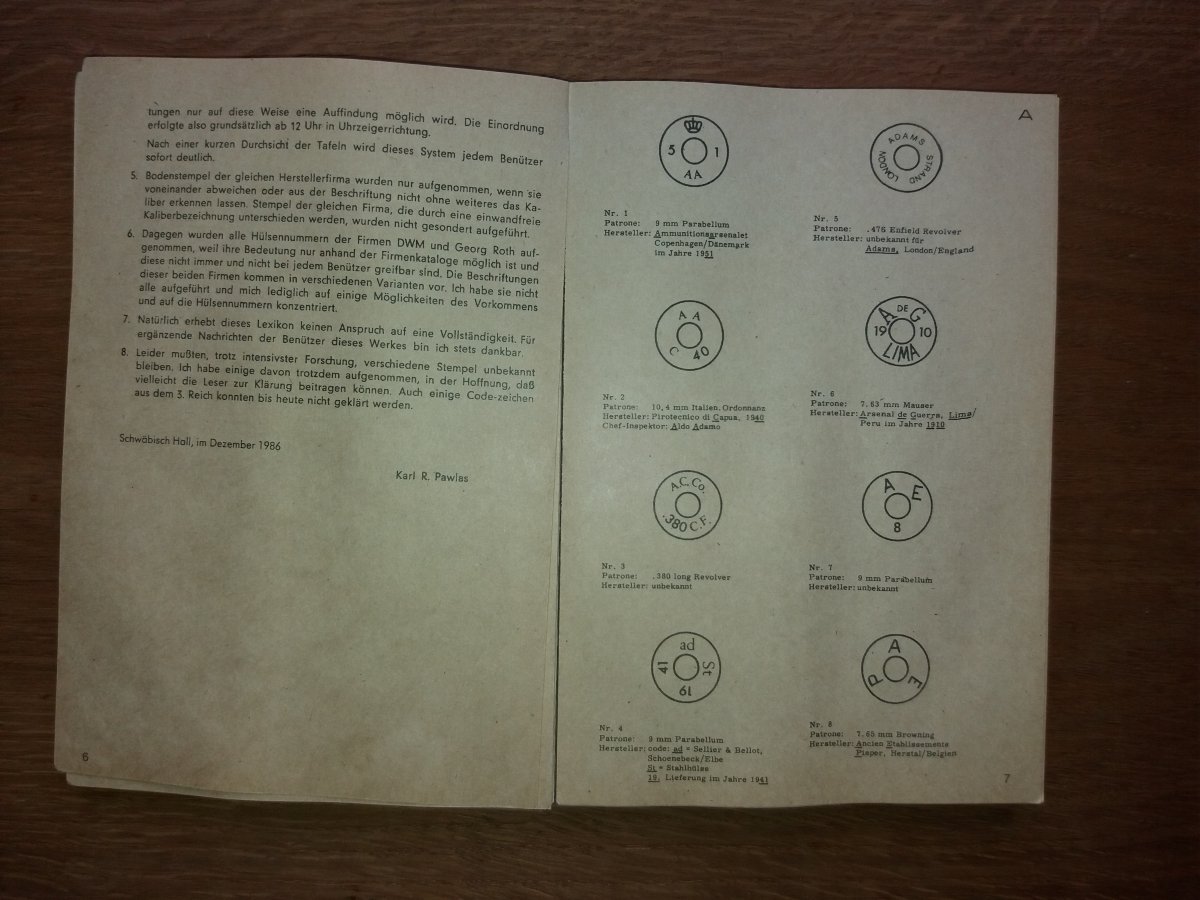 tungen nur auf diese Weise eine Auffindung möglich wird. Die Einordnung
erfolgte also grundsätzlich ab 12 Uhr in Uhrzeigerrichtung.
Nach einer kurzen Durchsicht der Tafeln wird dieses System jedem Benützer
sofort deutlich.
5. Bodenstempel der gleichen Herstellerfirma wurden nur aufgenommen, wenn sie
voneinander abweichen oder aus der Beschriftung nicht ohne weiteres das Ka-
liber erkennen lassen. Stempel der gleichen Firma, die durch eine einwandfreie
Kaliberbezeichnung unterschieden werden, wurden nicht gesondert aufgeführt.
6. Dagegen wurden alle Hülsennummern der Firmen DWM und Georg Roth auf-
genommen, weil ihre Bedeutung nur anhand der Firmenkataloge möglich ist und
diese nicht immer und nicht bei jedem Benützer greifbar sind. Die Beschriftungen
dieser beiden Firmen kommen in verschiedenen Varianten vor. Ich habe sie nicht
alle aufgeführt und mich lediglich auf einige Möglichkeiten des Vorkommens
und auf die Hülsennummern konzentriert.
7. Natürlich erhebt dieses Lexikon keinen Anspruch auf eine Vollständigkeit. Für
ergänzende Nachrichten der Benützer dieses Werkes bin ich stets dankbar.
8. Leider mußten, trotz intensivster Forschung, verschiedene Stempel unbekannt
bleiben. Ich habe einige davon trotzdem aufgenommen, in der Hoffnung, daß
vielleicht die Leser zur Klärung beitragen können. Auch einige Code-zeichen
aus dem 3. Reich konnten bis heute nicht geklärt werden.
Schwäbisch Hall, im Dezember 1986
Karl R. Pawlas
6
A
5 1
AA
Nr. 1
Patrone: 9 mm Parabellum
Hersteller: Ammunitionsarsenalet
Copenhagen/Dänemark
im Jahre 1951
A A
C 40
Nr. 2
Patrone: 10,4 mm Italien. Ordonnanz
Hersteller: Pirotecnico di Capua, 1940
Chef-Inspektor: Aldo Adamo
A.C.Co.
.380 C.F.
Nr. 3
Patrone: .380 long Revolver
Hersteller: unbekannt
ad
41 St
19
Nr. 4
Patrone: 9 mm Parabellum
Hersteller: code: ad = Sellier & Bellot,
Schoenebeck/Elbe
St = Stahlhülse
19. Lieferung im Jahre 1941
ADAMS
STRAND
LONDON
Nr. 5
Patrone: .476 Enfield Revolver
Hersteller: unbekannt für
Adams, London/England
A DE G
19 10
LIMA
Nr. 6
Patrone: 7,63 mm Mauser
Hersteller: Arsenal de Guerra, Lima/
Peru im Jahre 1910
A E
8
Nr. 7
Patrone: 9 mm Parabellum
Hersteller: unbekannt
A
P E
Nr. 8
Patrone: 7.65 mm Browning
Hersteller: Ancien Etablissements
Pieper, Herstal/Belgien
7